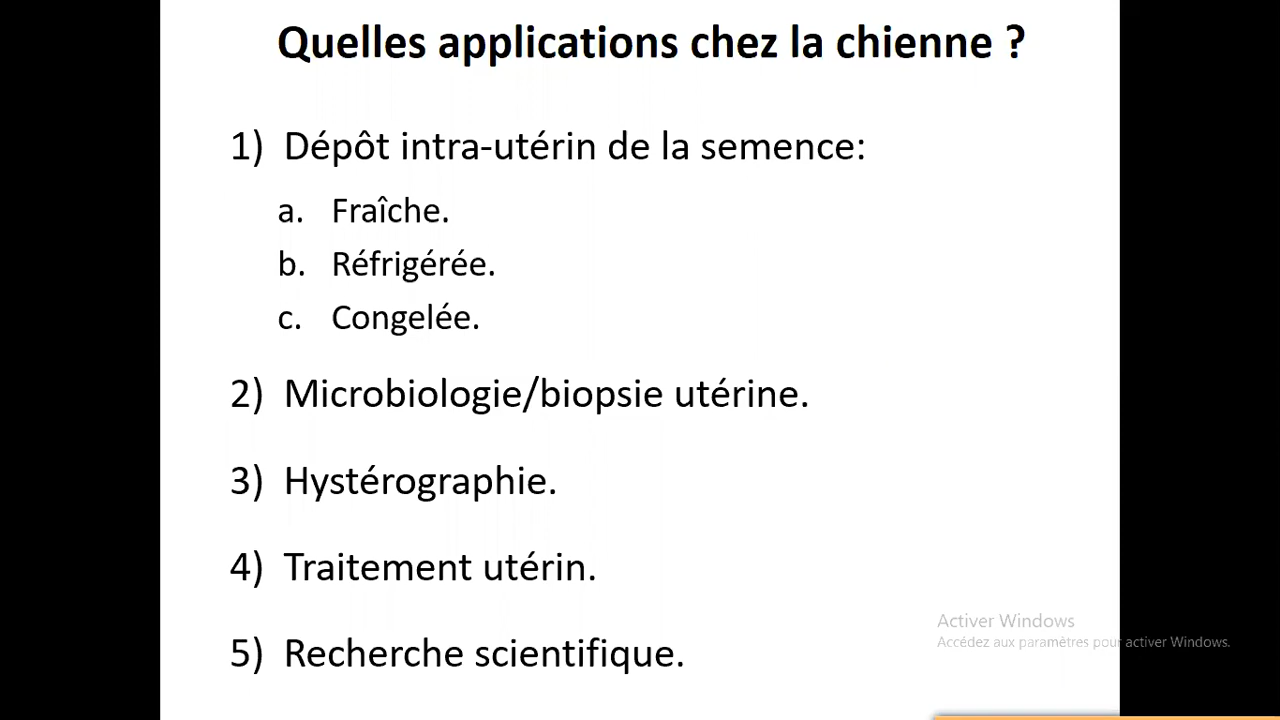 Quelles applications chez la chienne ?
1) Dépôt intra-utérin de la semence:
a. Fraîche.
b. Réfrigérée.
c. Congelée.
2) Microbiologie/biopsie utérine.
3) Hystérographie.
4) Traitement utérin.
5) Recherche scientifique.
Activer Windows
Accédez aux paramètres pour activer Windows.